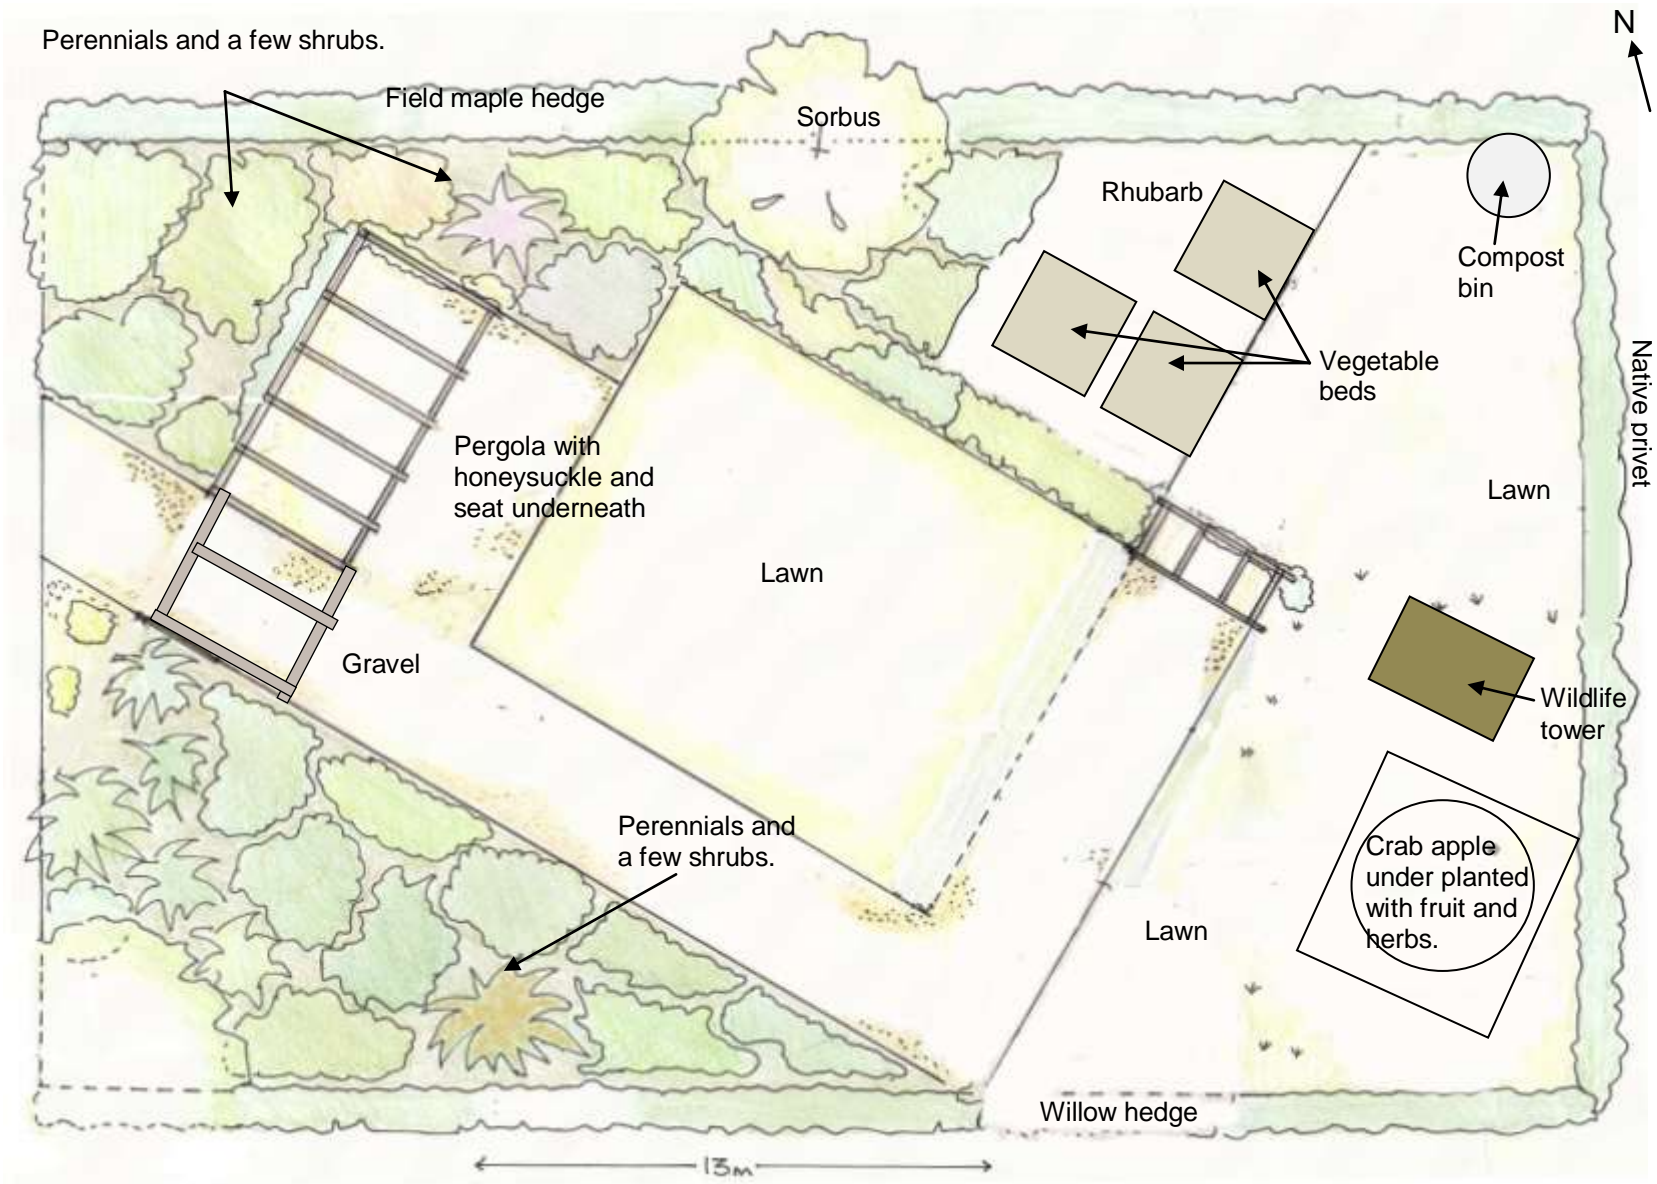 N
Perennials and a few shrubs.
Field maple hedge
Sorbus
Rhubarb
Compost
bin
Vegetable
beds
Native privet
Pergola with
honeysuckle and
seat underneath
Lawn
Lawn
Gravel
Wildlife
tower
Perennials and
a few shrubs.
Crab apple
under planted
with fruit and
herbs.
Lawn
Willow hedge
13m